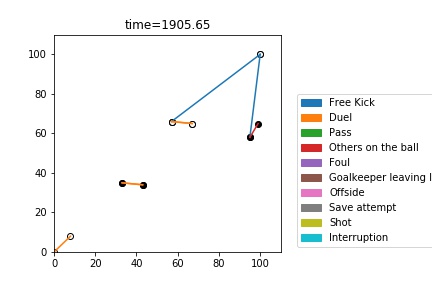 time=1905.65
100
80
60
40
20
0
0
20
40
60
80
100
Free Kick
Duel
Pass
Others on the ball
Foul
Goalkeeper leaving l
Offside
Save attempt
Shot
Interruption